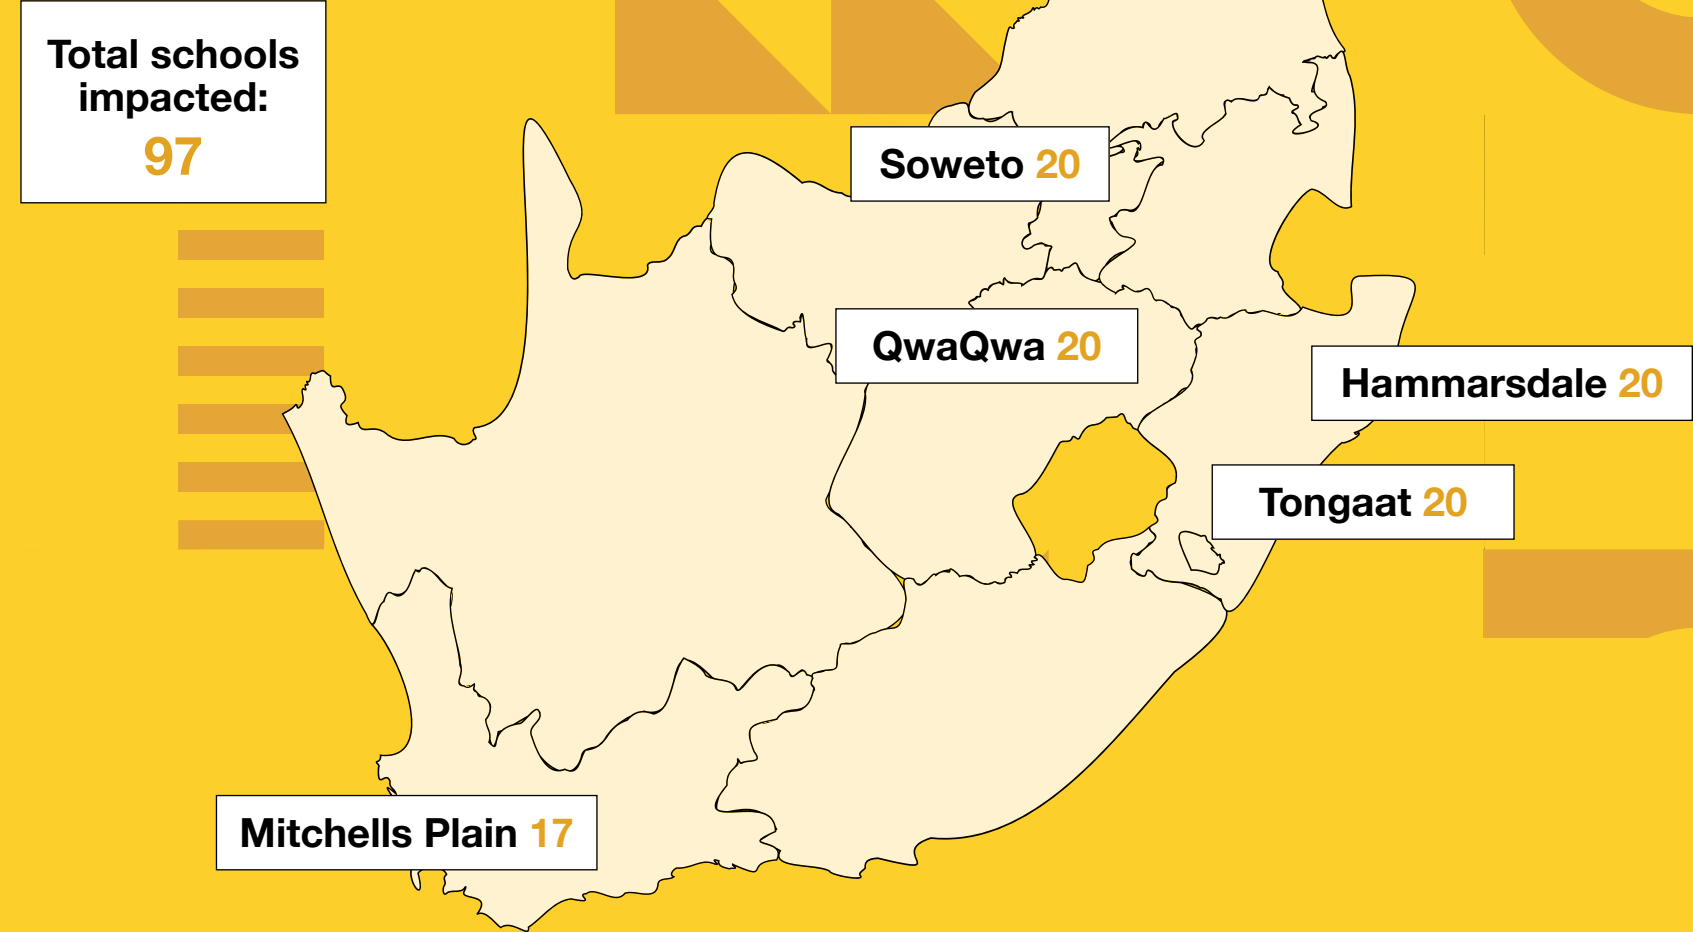 Total schools
impacted:
97
Soweto 20
QwaQwa 20
Hammarsdale 20
Tongaat 20
Mitchells Plain 17